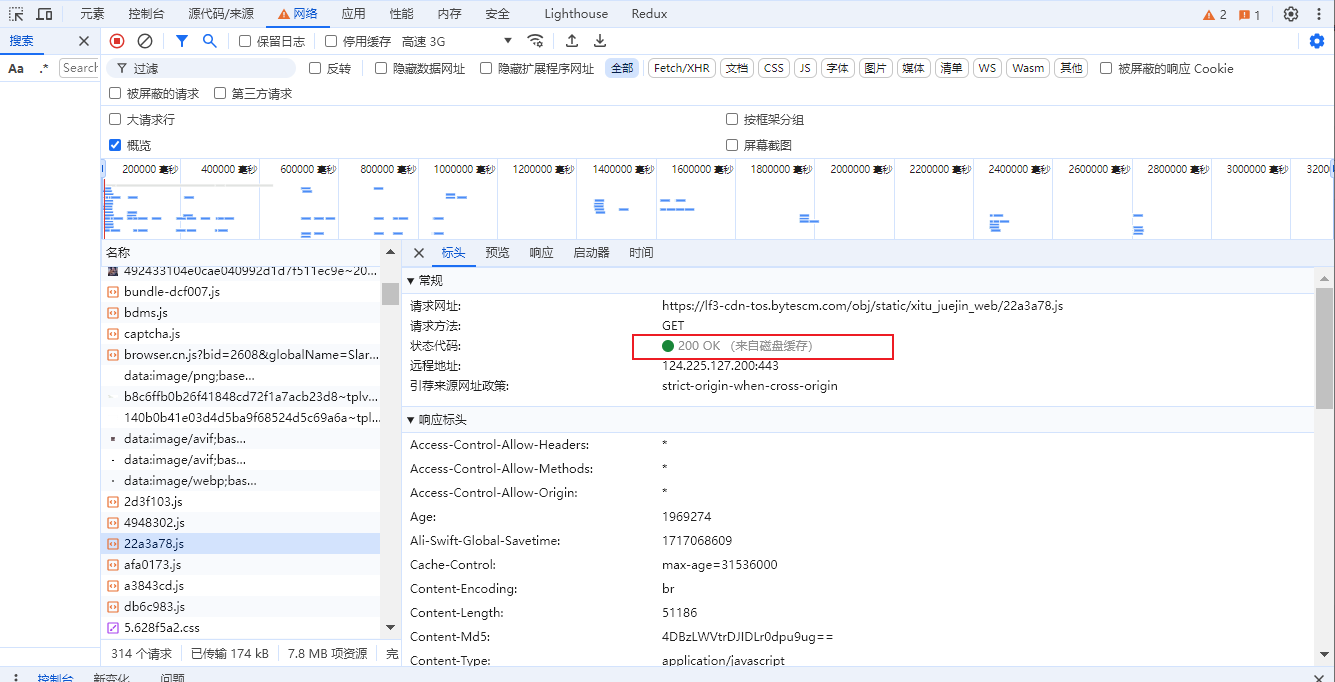 元素 控制台 源代码/来源 网络 应用 性能 内存 安全 Lighthouse Redux 2 1
搜索 保留日志 停用缓存 高速 3G
Aa .* Search 过滤 反转 隐藏数据网址 隐藏扩展程序网址 全部 Fetch/XHR 文档 CSS JS 字体 图片 媒体 清单 WS Wasm 其他 被屏蔽的响应 Cookie
被屏蔽的请求 第三方请求
大请求行 按框架分组
概览 屏幕截图
200000 毫秒 400000 毫秒 600000 毫秒 800000 毫秒 1000000 毫秒 1200000 毫秒 1400000 毫秒 1600000 毫秒 1800000 毫秒 2000000 毫秒 2200000 毫秒 2400000 毫秒 2600000 毫秒 2800000 毫秒 3000000 毫秒 32000
名称
492433104e0cae040992d1d7f511ec9e~20...
bundle-dcf007.js
bdms.js
captcha.js
browser.cn.js?bid=2608&globalName=Slar...
data:image/png;base...
b8c6ffb0b26f41848cd72f1a7acb23d8~tplv...
140b0b41e03d4d5ba9f68524d5c69a6a~tpl...
data:image/avif;bas...
data:image/avif;bas...
data:image/webp;bas...
2d3f103.js
4948302.js
22a3a78.js
afa0173.js
a3843cd.js
db6c983.js
5.628f5a2.css
314 个请求 已传输 174 kB 7.8 MB 项资源 完
标头 预览 响应 启动器 时间
常规
请求网址: https://lf3-cdn-tos.bytescm.com/obj/static/xitu_juejin_web/22a3a78.js
请求方法: GET
状态代码: 200 OK （来自磁盘缓存）
远程地址: 124.225.127.200:443
引荐来源网址政策: strict-origin-when-cross-origin
响应标头
Access-Control-Allow-Headers: *
Access-Control-Allow-Methods: *
Access-Control-Allow-Origin: *
Age: 1969274
Ali-Swift-Global-Savetime: 1717068609
Cache-Control: max-age=31536000
Content-Encoding: br
Content-Length: 51186
Content-Md5: 4DBzLWVtrDJIDLr0dpu9ug==
Content-Type: application/javascript
控制台 新变化 问题